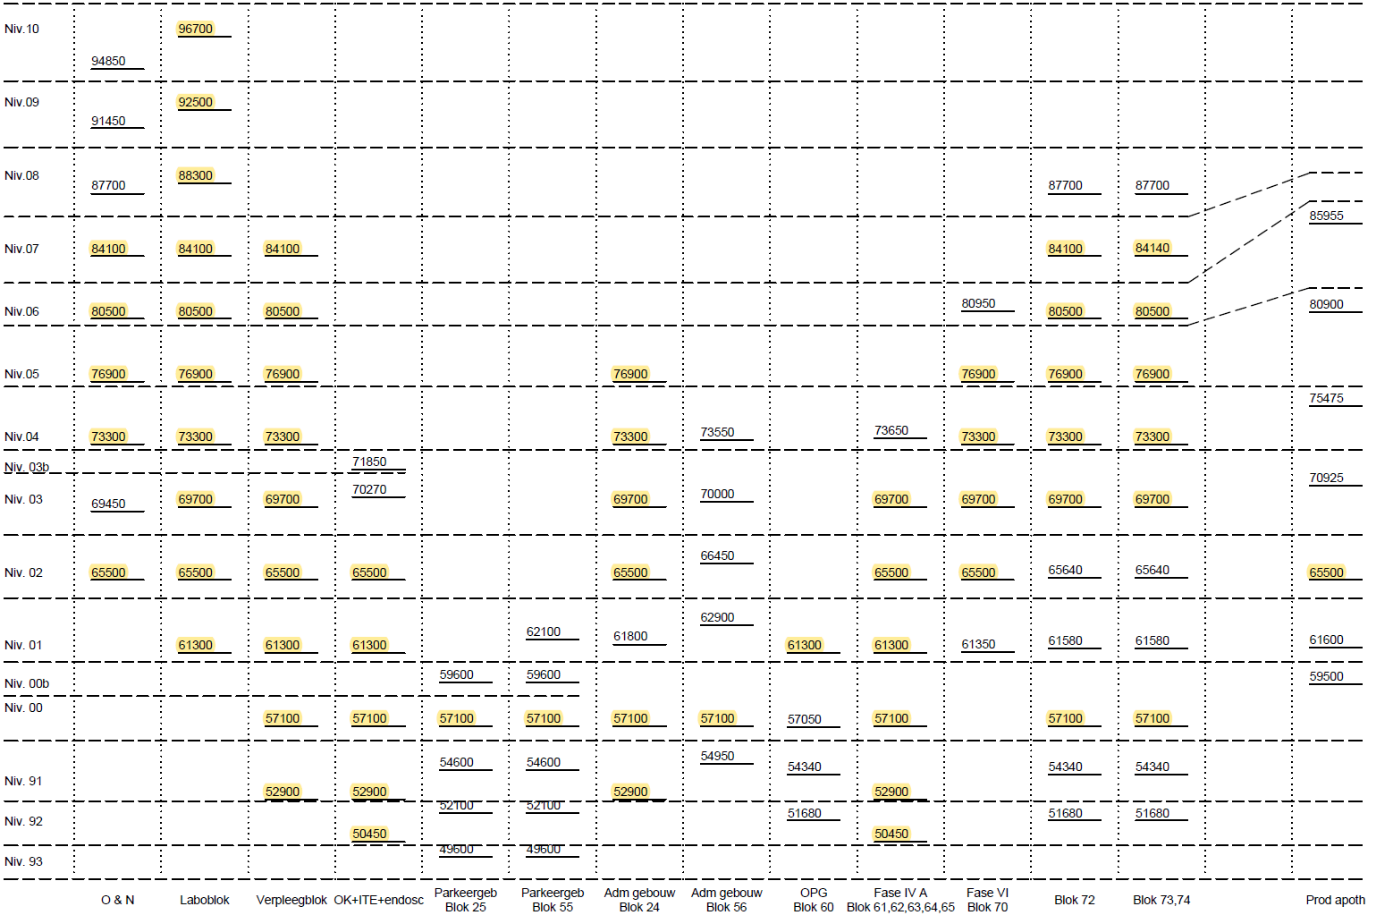 Niv.10 96700
94850
Niv.09 92500
91450
Niv.08 88300
87700 87700 87700
85955
Niv.07 84100 84100 84100 84100 84140
80950 80900
Niv.06 80500 80500 80500 80500 80500
Niv.05 76900 76900 76900 76900 76900 76900 76900
75475
73550 73650
Niv.04 73300 73300 73300 73300 73300 73300 73300
Niv. 03b 71850
70270 70925
Niv. 03 69450 69700 69700 69700 70000 69700 69700 69700 69700
66450
Niv. 02 65500 65500 65500 65500 65500 65500 65500 65640 65640 65500
62900
62100 61800
Niv. 01 61300 61300 61300 61300 61300 61350 61580 61580 61600
Niv. 00b 59600 59600 59500
Niv. 00 57100 57100 57100 57100 57100 57100 57050 57100 57100 57100
54600 54600 54950 54340 54340 54340
Niv. 91 52900 52900 52900 52900
52100 52100 51680 51680 51680
Niv. 92 50450 50450
49600 49600
Niv. 93
O & N Laboblok Verpleegblok OK+ITE+endosc Parkeergeb Parkeergeb Adm gebouw Adm gebouw OPG Fase IV A Fase VI Blok 72 Blok 73,74 Prod apoth
Blok 25 Blok 55 Blok 24 Blok 56 Blok 60 Blok 61,62,63,64,65 Blok 70